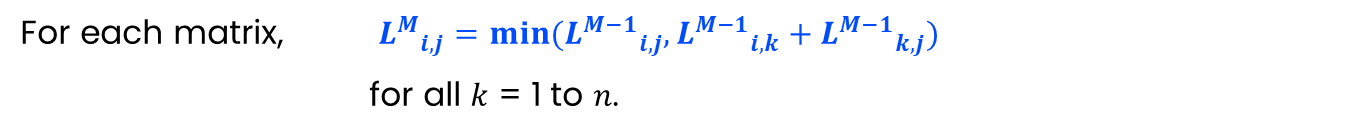 For each matrix, L^M_{i,j} = min(L^{M-1}_{i,j}, L^{M-1}_{i,k} + L^{M-1}_{k,j})
for all k = 1 to n.